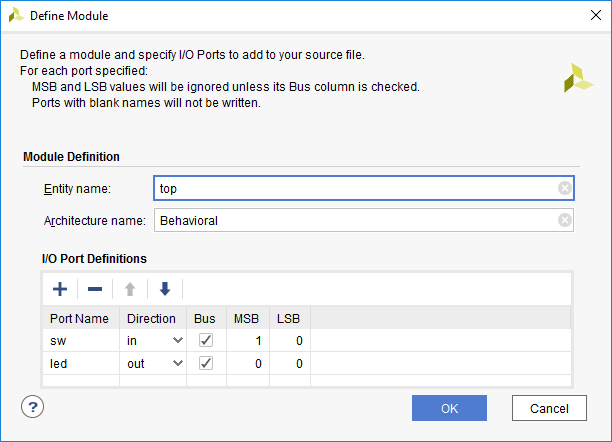 Define Module
Define a module and specify I/O Ports to add to your source file.
For each port specified:
MSB and LSB values will be ignored unless its Bus column is checked.
Ports with blank names will not be written.
Module Definition
Entity name: top
Architecture name: Behavioral
I/O Port Definitions
Port Name Direction Bus MSB LSB
sw in 1 0
led out 0 0
? OK Cancel